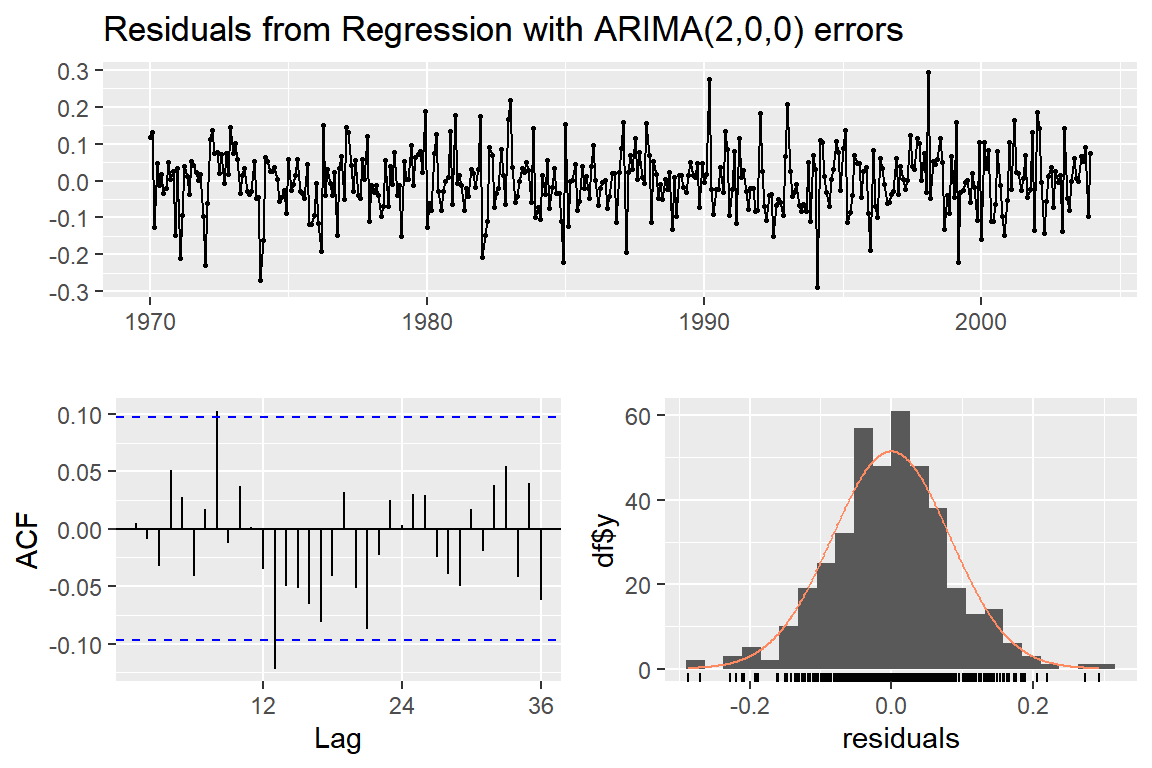 Residuals from Regression with ARIMA(2,0,0) errors
0.3
0.2
0.1
0.0
-0.1
-0.2
-0.3
1970 1980 1990 2000
ACF
0.10
0.05
0.00
-0.05
-0.10
12 24 36
Lag
df$y
60
40
20
0
-0.2 0.0 0.2
residuals